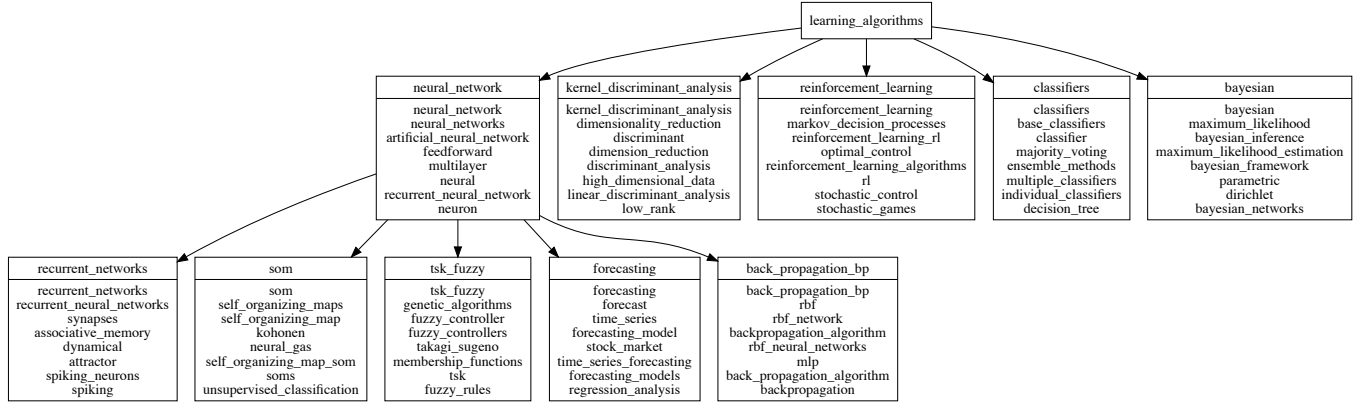 learning_algorithms
neural_network
neural_network
neural_networks
artificial_neural_network
feedforward
multilayer
neural
recurrent_neural_network
neuron
kernel_discriminant_analysis
kernel_discriminant_analysis
dimensionality_reduction
discriminant
dimension_reduction
discriminant_analysis
high_dimensional_data
linear_discriminant_analysis
low_rank
reinforcement_learning
reinforcement_learning
markov_decision_processes
reinforcement_learning_rl
optimal_control
reinforcement_learning_algorithms
rl
stochastic_control
stochastic_games
classifiers
classifiers
base_classifiers
classifier
majority_voting
ensemble_methods
multiple_classifiers
individual_classifiers
decision_tree
bayesian
bayesian
maximum_likelihood
bayesian_inference
maximum_likelihood_estimation
bayesian_framework
parametric
dirichlet
bayesian_networks
recurrent_networks
recurrent_networks
recurrent_neural_networks
synapses
associative_memory
dynamical
attractor
spiking_neurons
spiking
som
som
self_organizing_maps
self_organizing_map
kohonen
neural_gas
self_organizing_map_som
soms
unsupervised_classification
tsk_fuzzy
tsk_fuzzy
genetic_algorithms
fuzzy_controller
fuzzy_controllers
takagi_sugeno
membership_functions
tsk
fuzzy_rules
forecasting
forecasting
forecast
time_series
forecasting_model
stock_market
time_series_forecasting
forecasting_models
regression_analysis
back_propagation_bp
back_propagation_bp
rbf
rbf_network
backpropagation_algorithm
rbf_neural_networks
mlp
back_propagation_algorithm
backpropagation